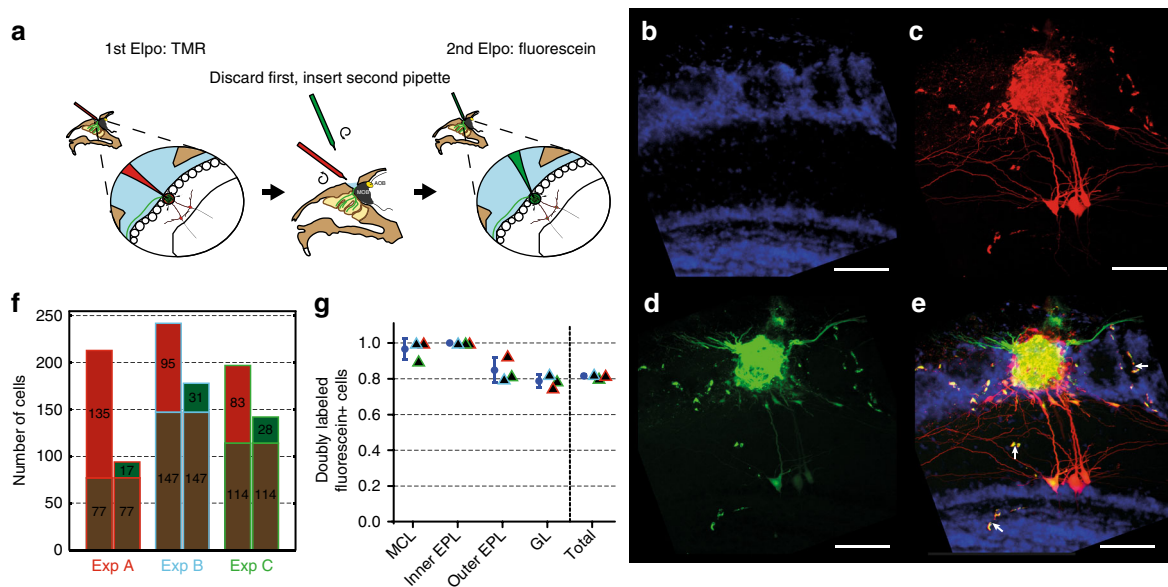 a
1st Elpo: TMR
2nd Elpo: fluorescein
Discard first, insert second pipette
AOB
MOB
b
c
d
e
f
250
200
150
100
50
0
Number of cells
135
77
17
77
95
147
31
147
83
114
28
114
Exp A
Exp B
Exp C
g
1.0
0.8
0.6
0.4
0.2
0.0
Doubly labeled
fluorescein+ cells
MCL
Inner EPL
Outer EPL
GL
Total